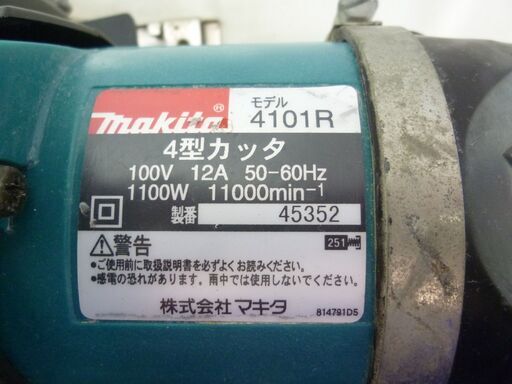 makita®
モデル
4101R
4型カッタ
100V 12A 50-60Hz
1100W 11000min-1
製番 45352
⚠警告 251
●ご使用前に取扱説明書を必ずよくお読みください。
●感電の恐れがあります。雨中では使用しないでください。
株式会社 マキタ
814791D5